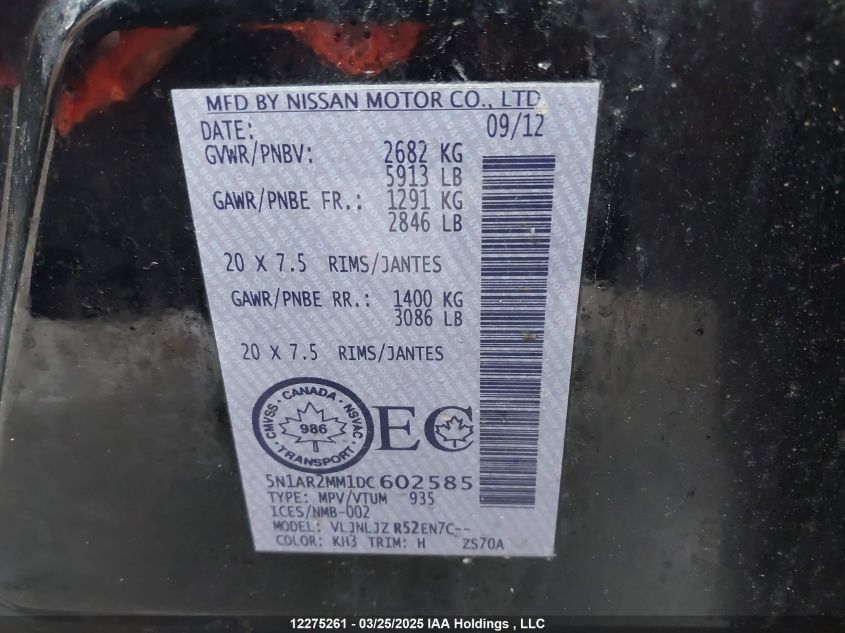 MFD BY NISSAN MOTOR CO., LTD
DATE: 09/12
GVWR/PNBV: 2682 KG
5913 LB
GAWR/PNBE FR.: 1291 KG
2846 LB
20 X 7.5 RIMS/JANTES
GAWR/PNBE RR.: 1400 KG
3086 LB
20 X 7.5 RIMS/JANTES
CANADA
CMVSS · NSVAC
986
TRANSPORT
EC
5N1AR2MM1DC602585
TYPE: MPV/VTUM 935
ICES/NMB-002
MODEL: VLJNLJZ R52EN7C--
COLOR: KH3 TRIM: H ZS70A
12275261 - 03/25/2025 IAA Holdings , LLC